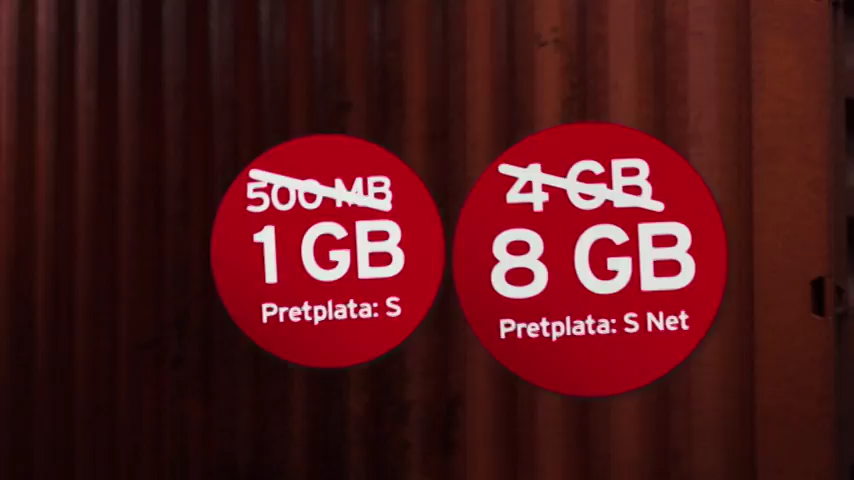 500 MB
1 GB
Pretplata: S
4 GB
8 GB
Pretplata: S Net